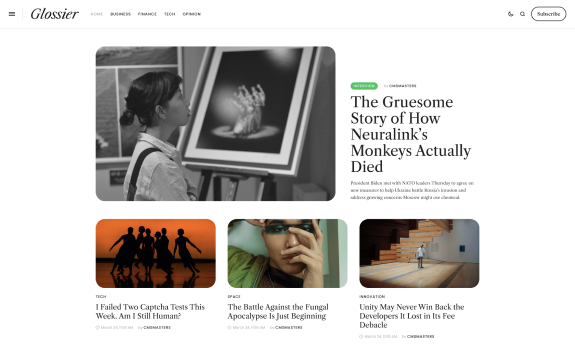 Glossier
HOME BUSINESS FINANCE TECH OPINION
Subscribe
INTERVIEW by CMSMASTERS
The Gruesome
Story of How
Neuralink's
Monkeys Actually
Died
President Biden met with NATO leaders Thursday to agree on
new measures to help Ukraine battle Russia's invasion and
address growing concerns Moscow might use chemical.
TECH
I Failed Two Captcha Tests This
Week. Am I Still Human?
by CMSMASTERS
SPACE
The Battle Against the Fungal
Apocalypse Is Just Beginning
by CMSMASTERS
INNOVATION
Unity May Never Win Back the
Developers It Lost in Its Fee
Debacle
by CMSMASTERS